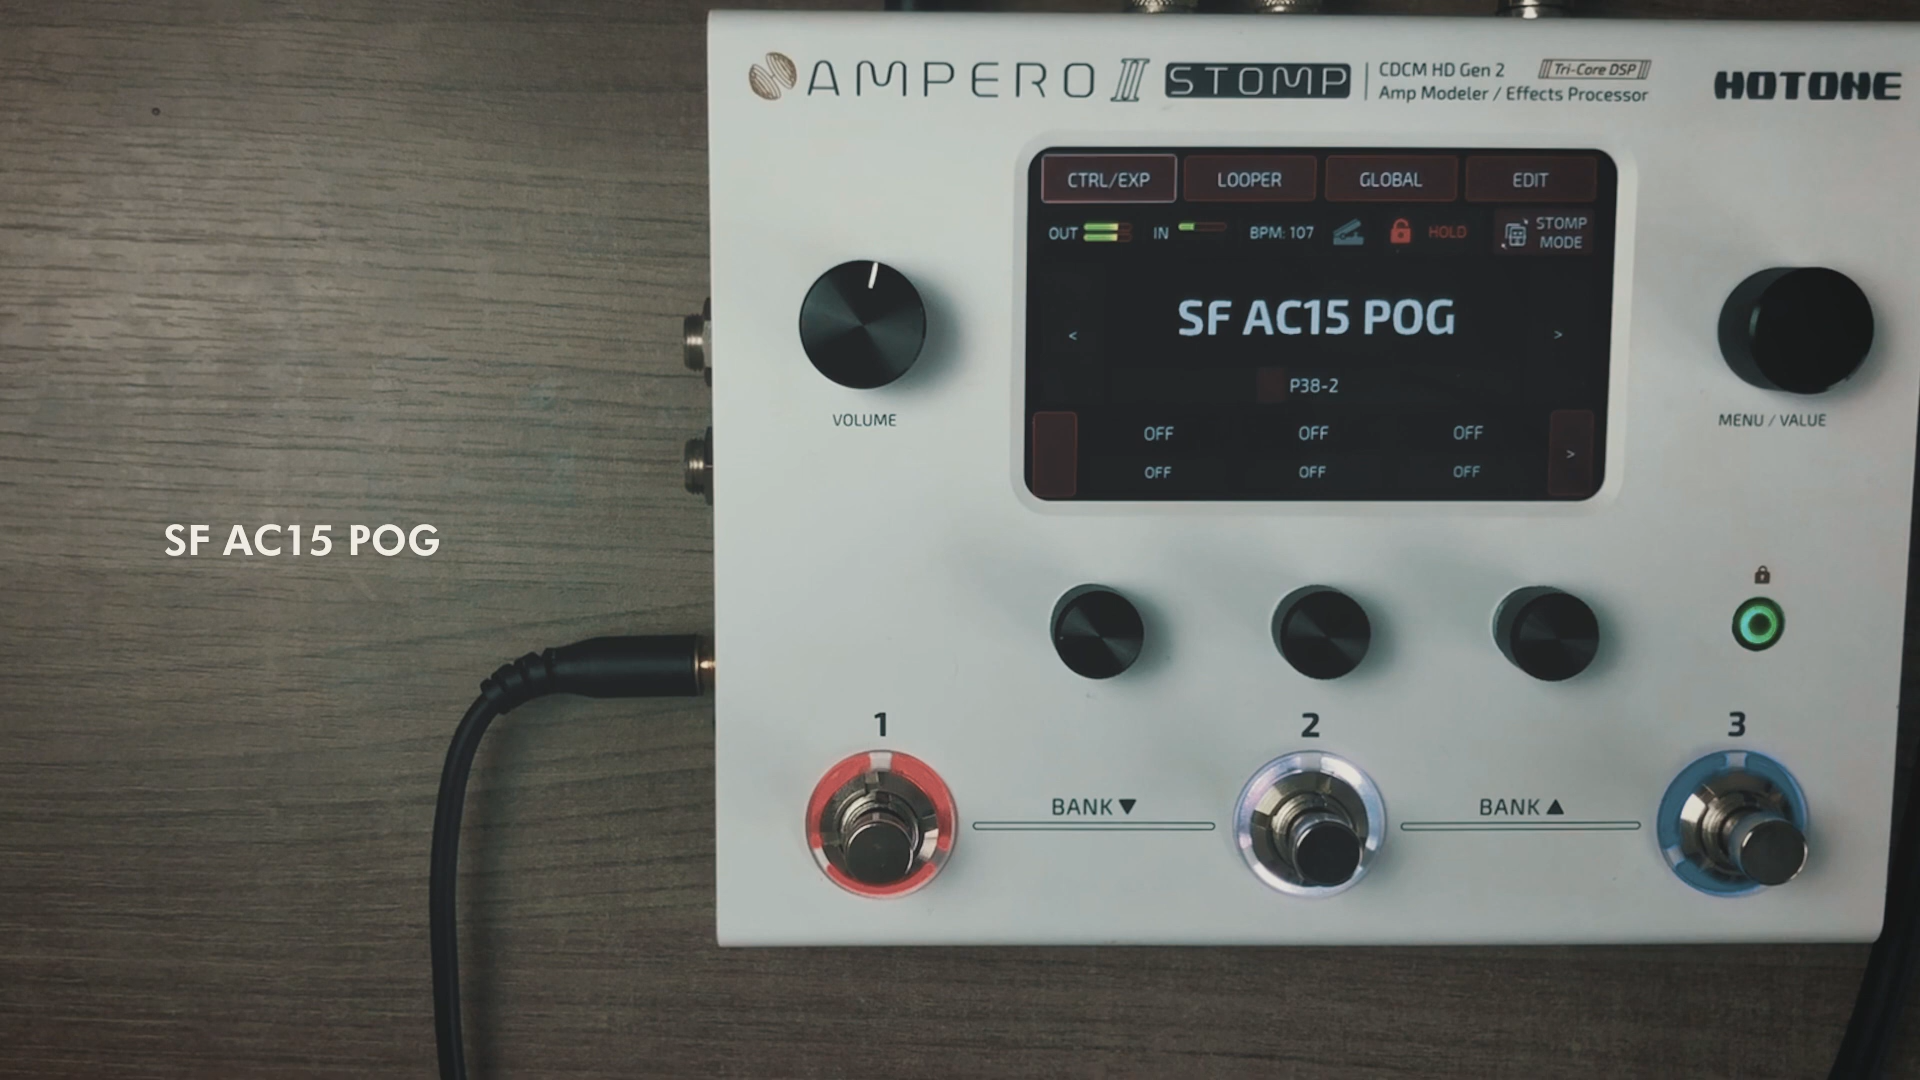 AMPERO II STOMP
CDCM HD Gen 2 Tri-Core DSP
Amp Modeler / Effects Processor
HOTONE
CTRL/EXP LOOPER GLOBAL EDIT
OUT IN BPM: 107 HOLD STOMP
MODE
SF AC15 POG
< >
P38-2
OFF OFF OFF
OFF OFF OFF
>
VOLUME
MENU / VALUE
SF AC15 POG
1 2 3
BANK ▼ BANK ▲